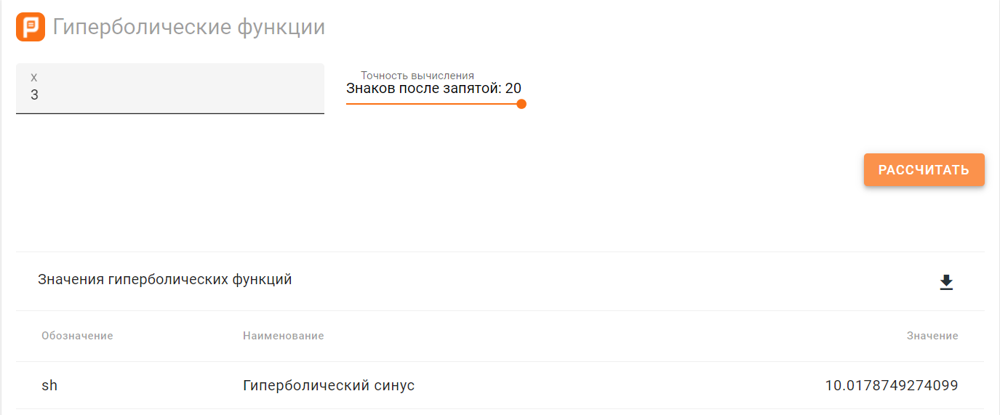 Гиперболические функции
X
3
Точность вычисления
Знаков после запятой: 20
РАССЧИТАТЬ
Значения гиперболических функций
Обозначение Наименование Значение
sh Гиперболический синус 10.0178749274099